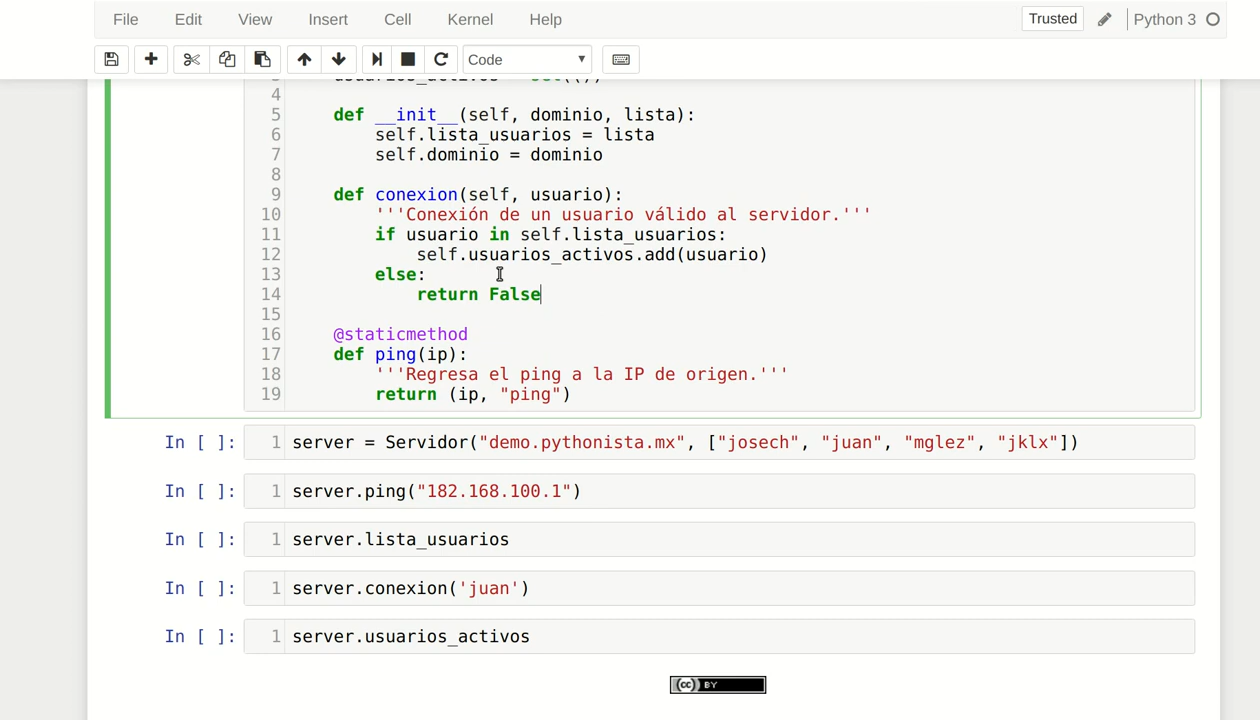 File Edit View Insert Cell Kernel Help Trusted Python 3
Code
4
5 def __init__(self, dominio, lista):
6 self.lista_usuarios = lista
7 self.dominio = dominio
8
9 def conexion(self, usuario):
10 '''Conexión de un usuario válido al servidor.'''
11 if usuario in self.lista_usuarios:
12 self.usuarios_activos.add(usuario)
13 else:
14 return False
15
16 @staticmethod
17 def ping(ip):
18 '''Regresa el ping a la IP de origen.'''
19 return (ip, "ping")
In [ ]: 1 server = Servidor("demo.pythonista.mx", ["josech", "juan", "mglez", "jklx"])
In [ ]: 1 server.ping("182.168.100.1")
In [ ]: 1 server.lista_usuarios
In [ ]: 1 server.conexion('juan')
In [ ]: 1 server.usuarios_activos
cc BY